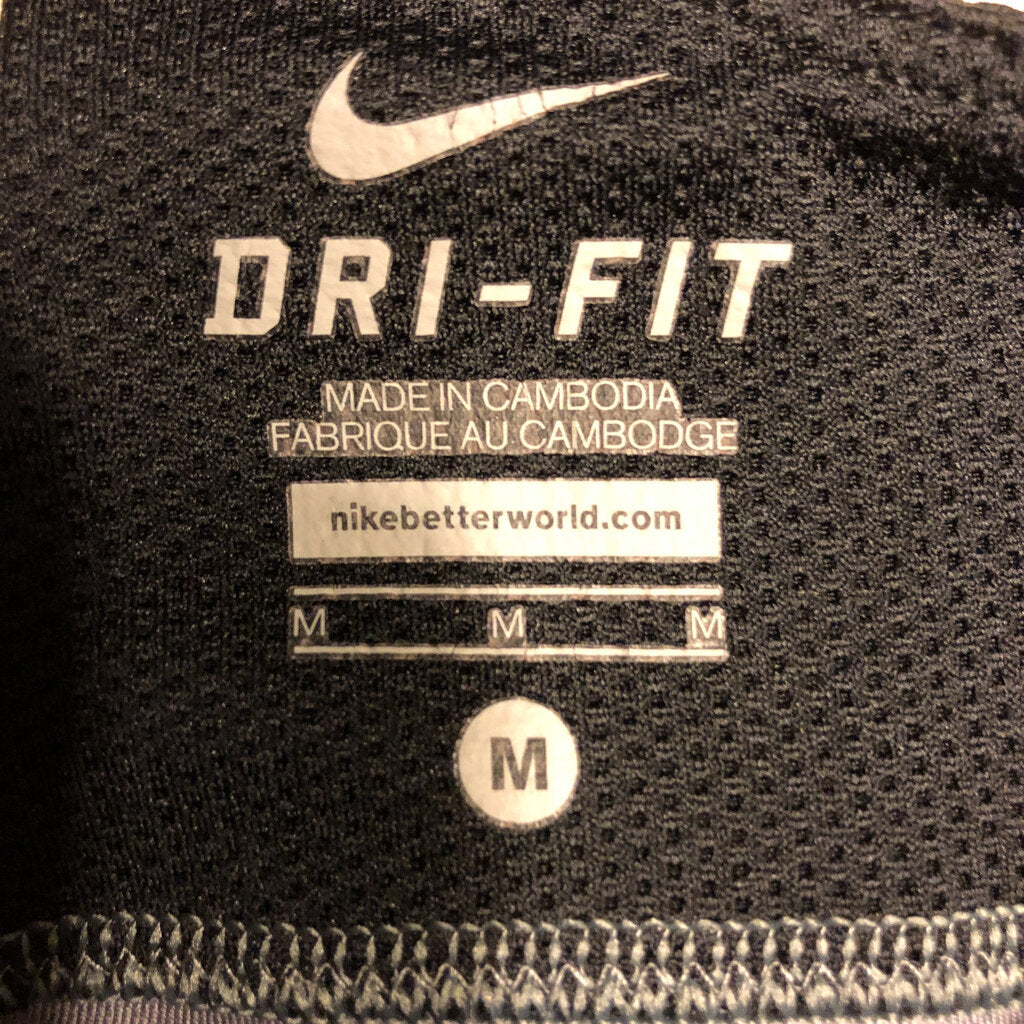 DRI-FIT
MADE IN CAMBODIA
FABRIQUE AU CAMBODGE
nikebetterworld.com
M M M
M